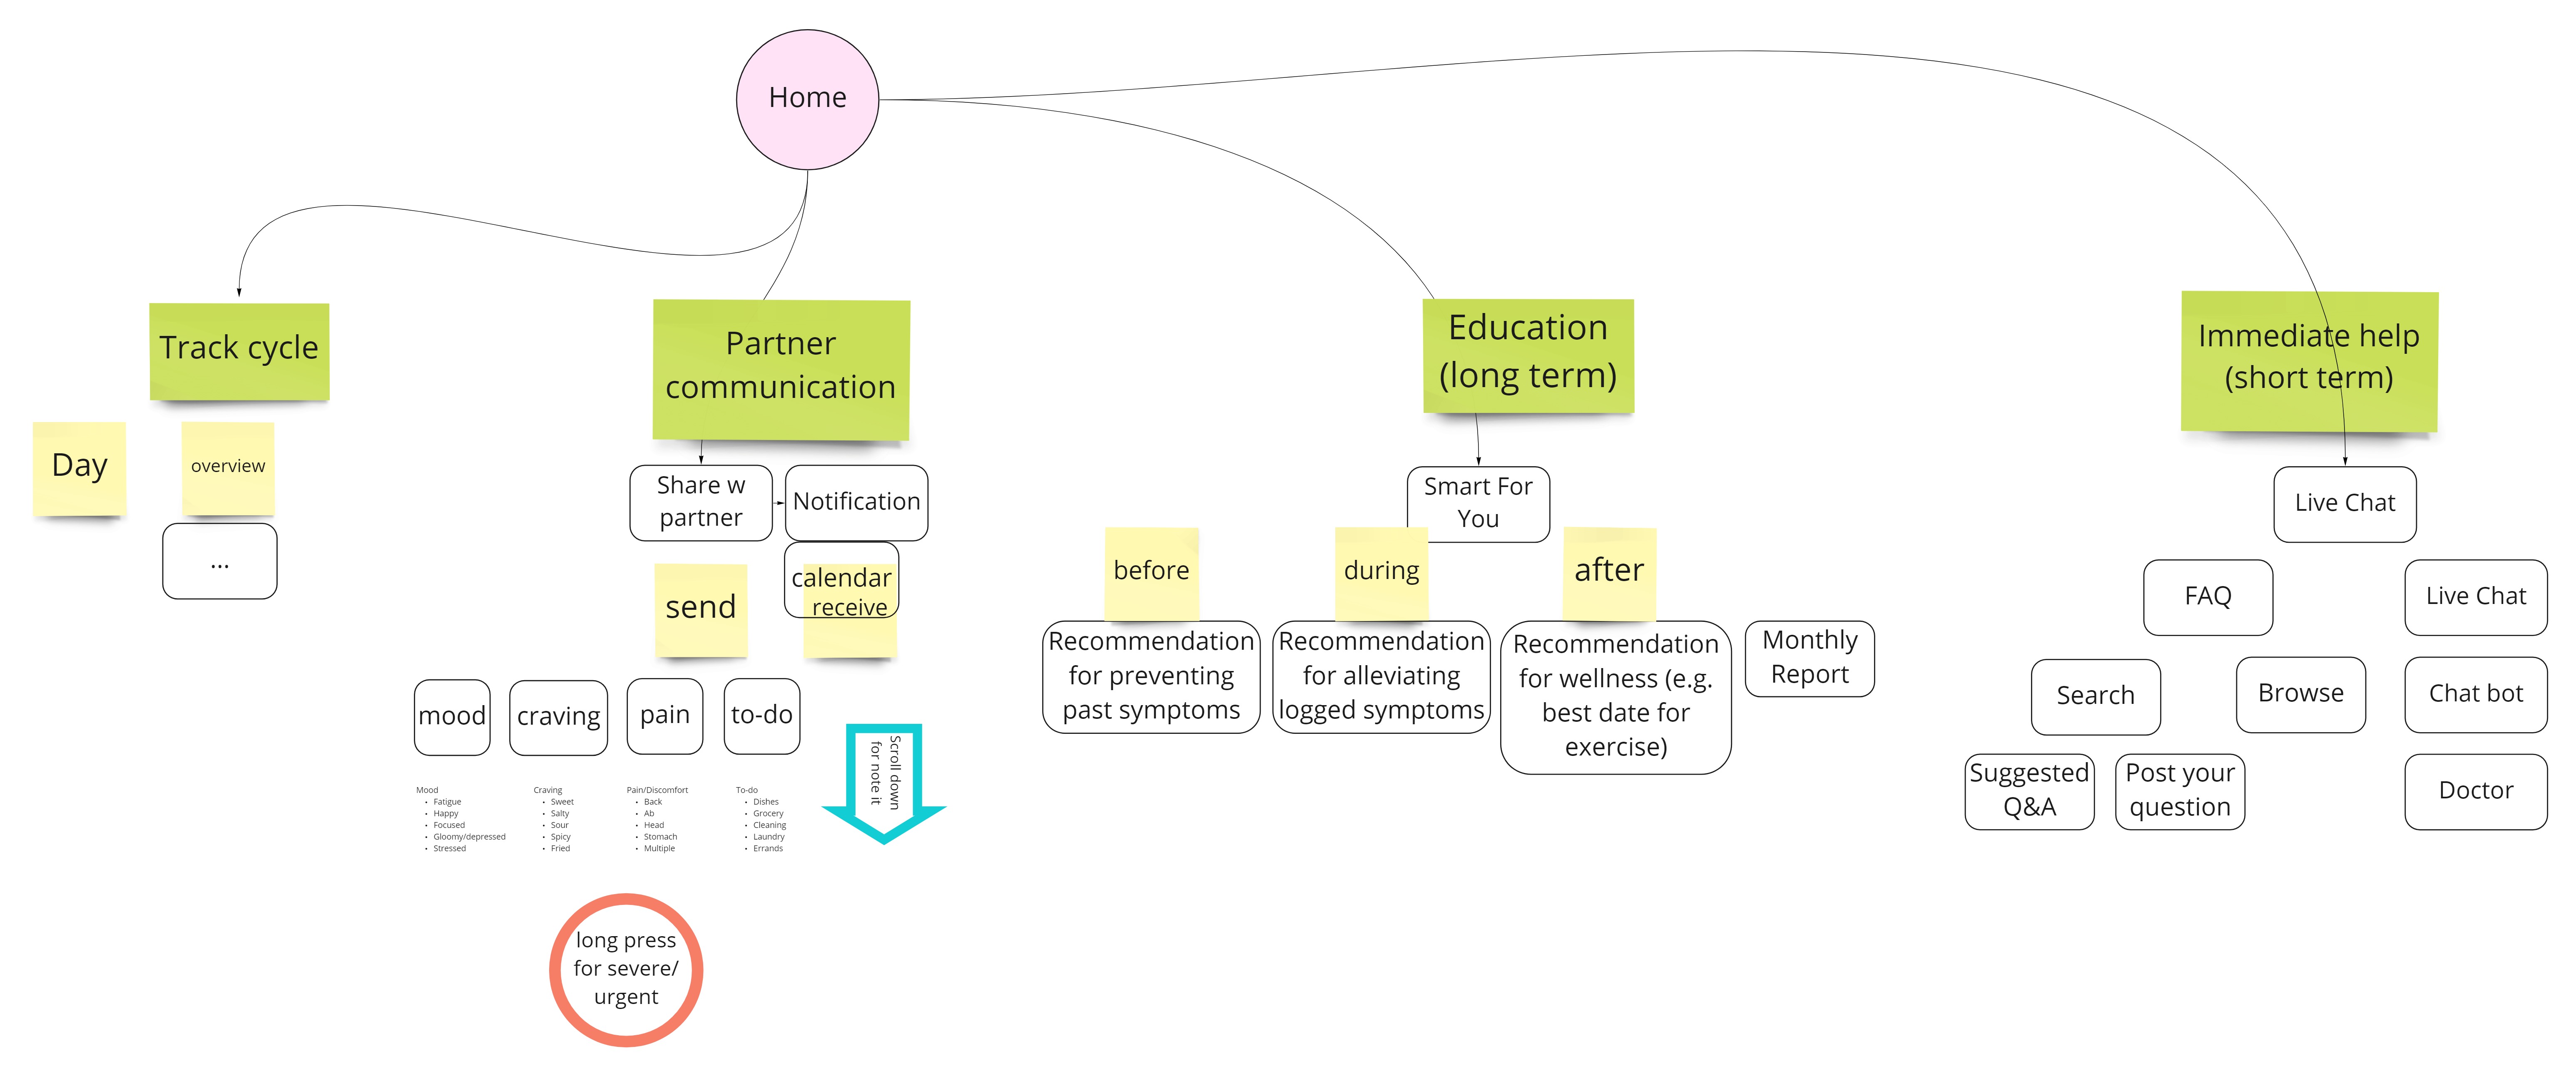 Home
Track cycle
Day
overview
...
Partner
communication
Share w
partner
Notification
calendar
receive
send
mood
craving
pain
to-do
Mood
• Fatigue
• Happy
• Focused
• Gloomy/depressed
• Stressed
Craving
• Sweet
• Salty
• Sour
• Spicy
• Fried
Pain/Discomfort
• Back
• Ab
• Head
• Stomach
• Multiple
To-do
• Dishes
• Grocery
• Cleaning
• Laundry
• Errands
Scroll down
for note it
long press
for severe/
urgent
Education
(long term)
Smart For
You
before
during
after
Recommendation
for preventing
past symptoms
Recommendation
for alleviating
logged symptoms
Recommendation
for wellness (e.g.
best date for
exercise)
Monthly
Report
Immediate help
(short term)
Live Chat
FAQ
Live Chat
Search
Browse
Chat bot
Suggested
Q&A
Post your
question
Doctor